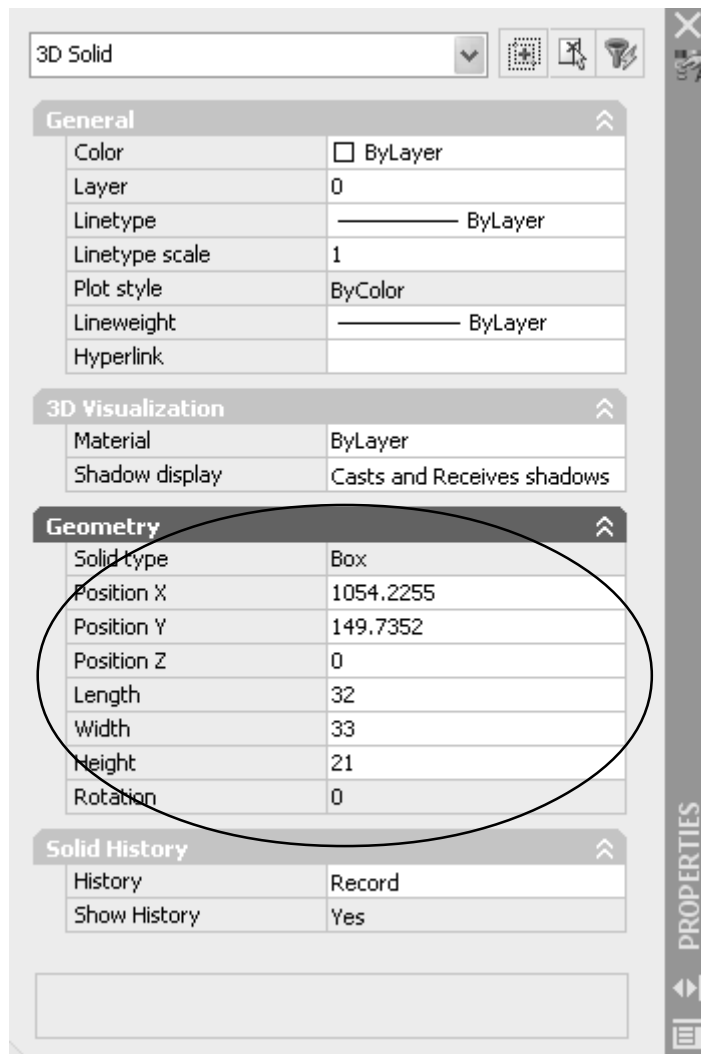 3D Solid
General
Color ByLayer
Layer 0
Linetype ByLayer
Linetype scale 1
Plot style ByColor
Lineweight ByLayer
Hyperlink
3D Visualization
Material ByLayer
Shadow display Casts and Receives shadows
Geometry
Solid type Box
Position X 1054.2255
Position Y 149.7352
Position Z 0
Length 32
Width 33
Height 21
Rotation 0
Solid History
History Record
Show History Yes
PROPERTIES